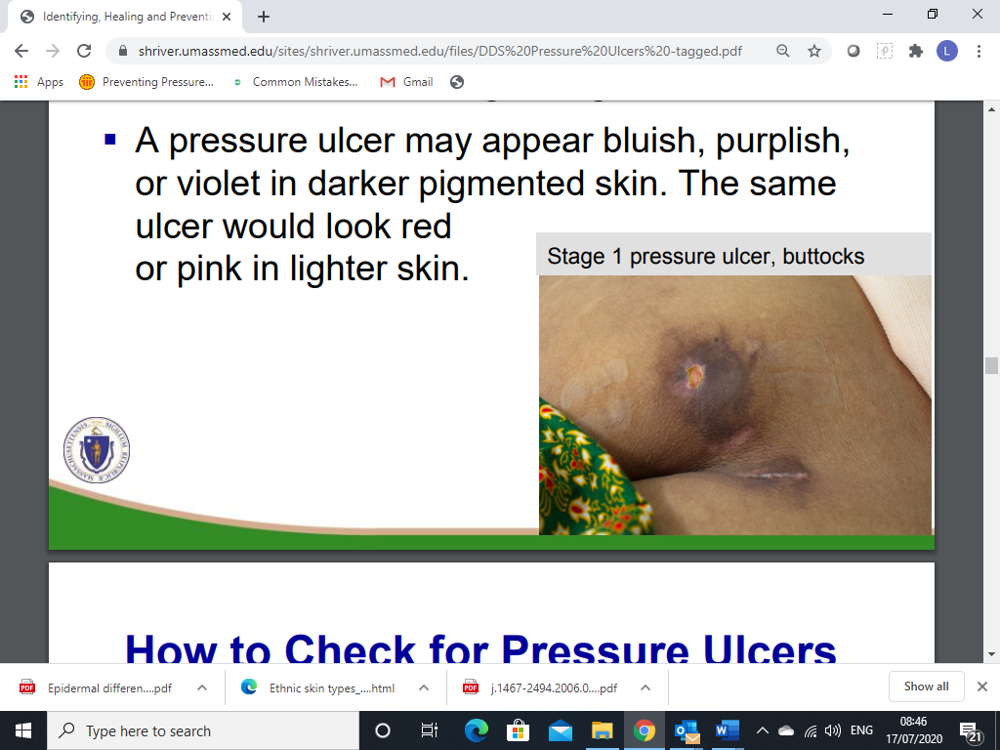 Identifying, Healing and Preventi
shriver.umassmed.edu/sites/shriver.umassmed.edu/files/DDS%20Pressure%20Ulcers%20-tagged.pdf
L
Apps
Preventing Pressure...
Common Mistakes...
Gmail
A pressure ulcer may appear bluish, purplish,
or violet in darker pigmented skin. The same
ulcer would look red
or pink in lighter skin.
Stage 1 pressure ulcer, buttocks
How to Check for Pressure Ulcers
PDF
Epidermal differen....pdf
Ethnic skin types_....html
PDF
j.1467-2494.2006.0....pdf
Show all
Type here to search
ENG
08:46
17/07/2020
21